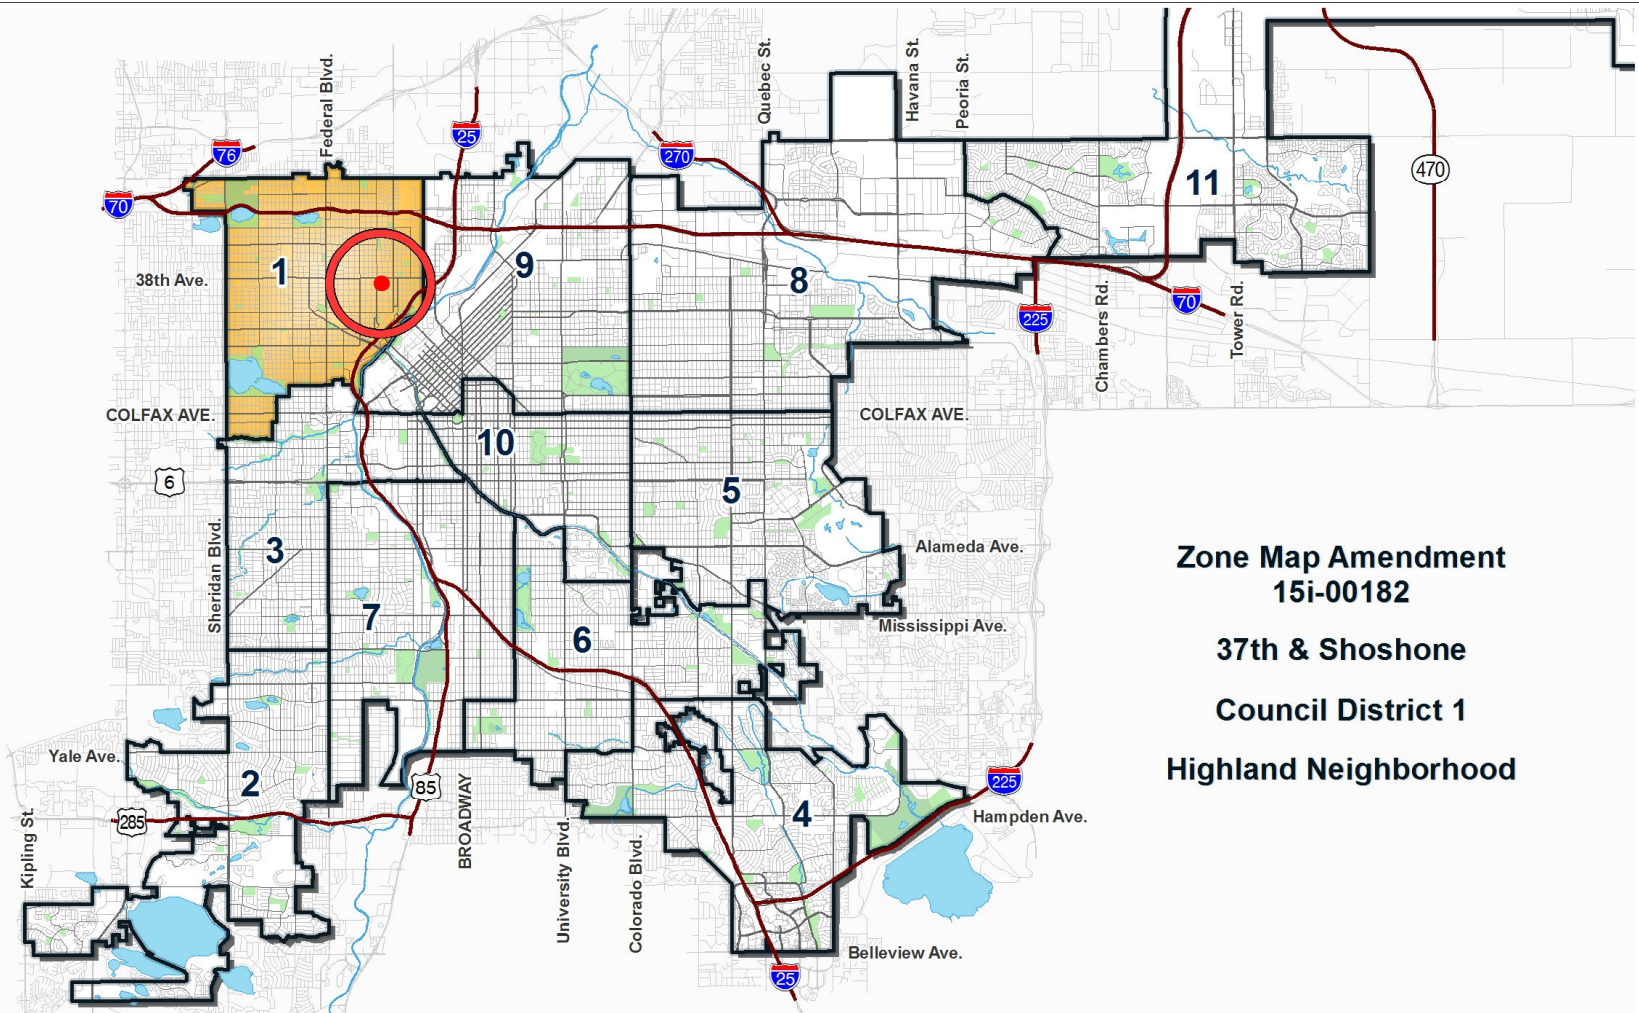 Federal Blvd.
Quebec St.
Havana St.
Peoria St.
25
76
270
470
70
11
1
9
8
38th Ave.
70
225
Chambers Rd.
Tower Rd.
COLFAX AVE.
COLFAX AVE.
10
6
5
Sheridan Blvd.
3
Alameda Ave.
Zone Map Amendment
15i-00182
7
6
Mississippi Ave.
37th & Shoshone
Council District 1
Yale Ave.
Highland Neighborhood
2
85
225
285
4
Hampden Ave.
Kipling St.
BROADWAY
University Blvd.
Colorado Blvd.
Belleview Ave.
25